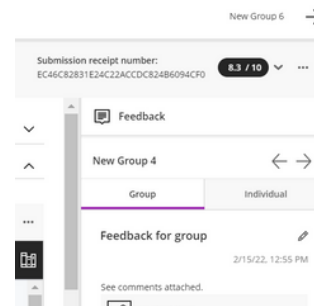 New Group 6
Submission receipt number:
EC46C82831E24C22ACCDC824B6094CF0
8.3 / 10
Feedback
New Group 4
Group
Individual
Feedback for group
2/15/22, 12:55 PM
See comments attached.